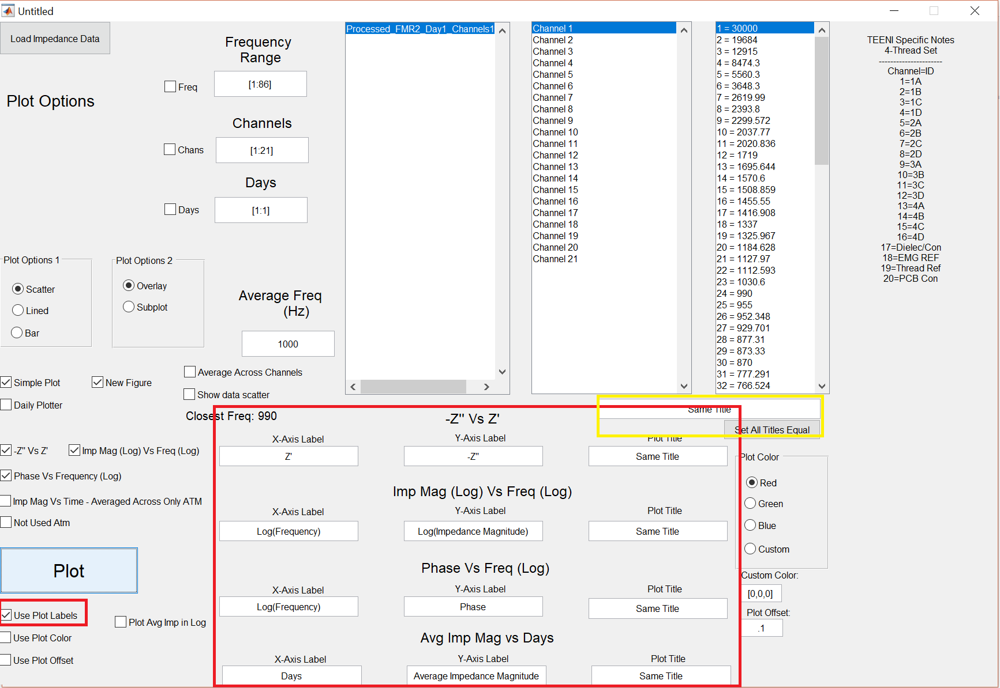 Untitled
Load Impedance Data
Plot Options
Frequency
Range
Freq
[1:86]
Channels
Chans
[1:21]
Days
Days
[1:1]
Plot Options 1
Scatter
Lined
Bar
Plot Options 2
Overlay
Subplot
Average Freq
(Hz)
1000
Simple Plot
New Figure
Daily Plotter
Average Across Channels
Show data scatter
Closest Freq: 990
Processed_FMR2_Day1_Channels1
Channel 1
Channel 2
Channel 3
Channel 4
Channel 5
Channel 6
Channel 7
Channel 8
Channel 9
Channel 10
Channel 11
Channel 12
Channel 13
Channel 14
Channel 15
Channel 16
Channel 17
Channel 18
Channel 19
Channel 20
Channel 21
1 = 30000
2 = 19684
3 = 12915
4 = 8474.3
5 = 5560.3
6 = 3648.3
7 = 2619.99
8 = 2393.8
9 = 2299.572
10 = 2037.77
11 = 2020.836
12 = 1719
13 = 1695.644
14 = 1570.6
15 = 1508.859
16 = 1455.55
17 = 1416.908
18 = 1337
19 = 1325.967
20 = 1184.628
21 = 1127.97
22 = 1112.593
23 = 1030.6
24 = 990
25 = 955
26 = 952.348
27 = 929.701
28 = 877.31
29 = 873.33
30 = 870
31 = 777.291
32 = 766.524
TEENI Specific Notes
4-Thread Set
----------------------
Channel=ID
1=1A
2=1B
3=1C
4=1D
5=2A
6=2B
7=2C
8=2D
9=3A
10=3B
11=3C
12=3D
13=4A
14=4B
15=4C
16=4D
17=Dielec/Con
18=EMG REF
19=Thread Ref
20=PCB Con
Same Title
Set All Titles Equal
-Z'' Vs Z'
Imp Mag (Log) Vs Freq (Log)
Phase Vs Frequency (Log)
Imp Mag Vs Time - Averaged Across Only ATM
Not Used Atm
Plot
Use Plot Labels
Plot Avg Imp in Log
Use Plot Color
Use Plot Offset
-Z'' Vs Z'
X-Axis Label
Y-Axis Label
Plot Title
Z'
-Z''
Same Title
Imp Mag (Log) Vs Freq (Log)
X-Axis Label
Y-Axis Label
Plot Title
Log(Frequency)
Log(Impedance Magnitude)
Same Title
Phase Vs Freq (Log)
X-Axis Label
Y-Axis Label
Plot Title
Log(Frequency)
Phase
Same Title
Avg Imp Mag vs Days
X-Axis Label
Y-Axis Label
Plot Title
Days
Average Impedance Magnitude
Same Title
Plot Color
Red
Green
Blue
Custom
Custom Color:
[0,0,0]
Plot Offset:
.1